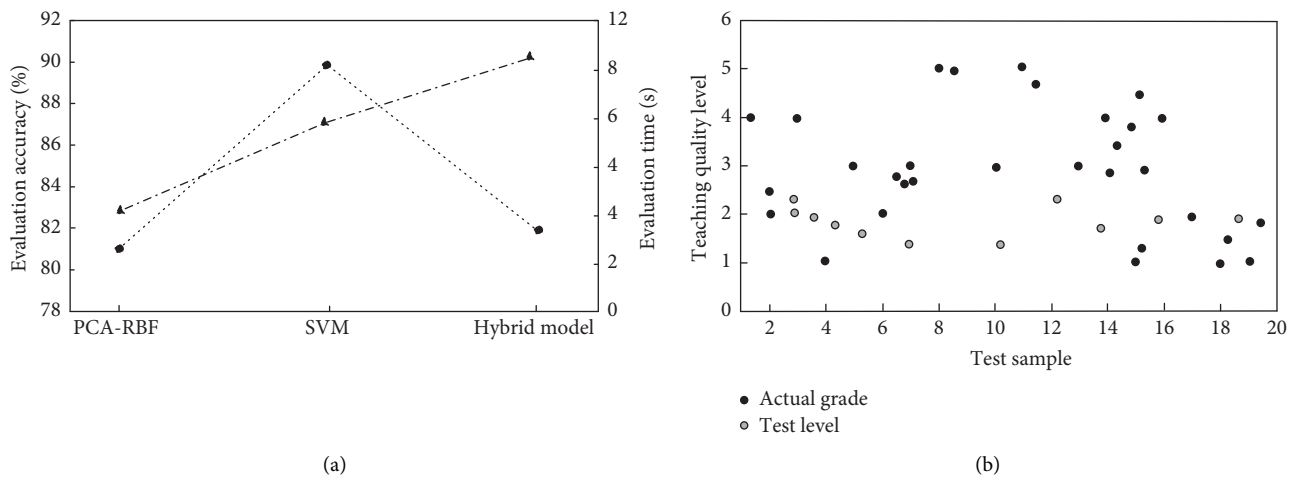 92
90
88
86
84
82
80
78
Evaluation accuracy (%)
PCA-RBF
SVM
Hybrid model
12
10
8
6
4
2
0
Evaluation time (s)
(a)
6
5
4
3
2
1
0
Teaching quality level
2
4
6
8
10
12
14
16
18
20
Test sample
Actual grade
Test level
(b)